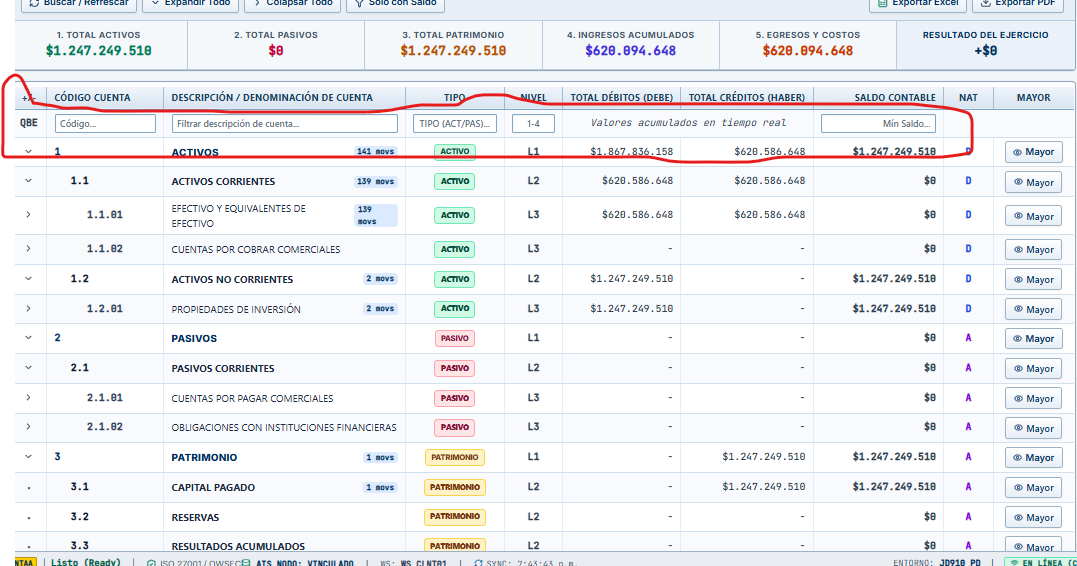 Buscar / Refrescar Expandir Todo Colapsar Todo Solo con Saldo Exportar Excel Exportar PDF
1. TOTAL ACTIVOS 2. TOTAL PASIVOS 3. TOTAL PATRIMONIO 4. INGRESOS ACUMULADOS 5. EGRESOS Y COSTOS RESULTADO DEL EJERCICIO
$1.247.249.510 $0 $1.247.249.510 $620.094.648 $620.094.648 +$0
+/- CÓDIGO CUENTA DESCRIPCIÓN / DENOMINACIÓN DE CUENTA TIPO NIVEL TOTAL DÉBITOS (DEBE) TOTAL CRÉDITOS (HABER) SALDO CONTABLE NAT MAYOR
QBE Código... Filtrar descripción de cuenta... TIPO (ACT/PAS)... 1-4 Valores acumulados en tiempo real Mín Saldo...
1 ACTIVOS 141 movs ACTIVO L1 $1.867.836.158 $620.586.648 $1.247.249.510 D Mayor
1.1 ACTIVOS CORRIENTES 139 movs ACTIVO L2 $620.586.648 $620.586.648 $0 D Mayor
1.1.01 EFECTIVO Y EQUIVALENTES DE EFECTIVO 139 movs ACTIVO L3 $620.586.648 $620.586.648 $0 D Mayor
1.1.02 CUENTAS POR COBRAR COMERCIALES ACTIVO L3 - - $0 D Mayor
1.2 ACTIVOS NO CORRIENTES 2 movs ACTIVO L2 $1.247.249.510 - $1.247.249.510 D Mayor
1.2.01 PROPIEDADES DE INVERSIÓN 2 movs ACTIVO L3 $1.247.249.510 - $1.247.249.510 D Mayor
2 PASIVOS PASIVO L1 - - $0 A Mayor
2.1 PASIVOS CORRIENTES PASIVO L2 - - $0 A Mayor
2.1.01 CUENTAS POR PAGAR COMERCIALES PASIVO L3 - - $0 A Mayor
2.1.02 OBLIGACIONES CON INSTITUCIONES FINANCIERAS PASIVO L3 - - $0 A Mayor
3 PATRIMONIO 1 movs PATRIMONIO L1 - $1.247.249.510 $1.247.249.510 A Mayor
3.1 CAPITAL PAGADO 1 movs PATRIMONIO L2 - $1.247.249.510 $1.247.249.510 A Mayor
3.2 RESERVAS PATRIMONIO L2 - - $0 A Mayor
3.3 RESULTADOS ACUMULADOS PATRIMONIO L2 - - $0 A Mayor
NTAA | Listo (Ready) | ISO 27001 / OWSEC AIS NODO: VINCULADO | WS: WS_CLNT01 | SYNC: 7:43:43 p.m. ENTORNO: JD910_PD | EN LÍNEA (C